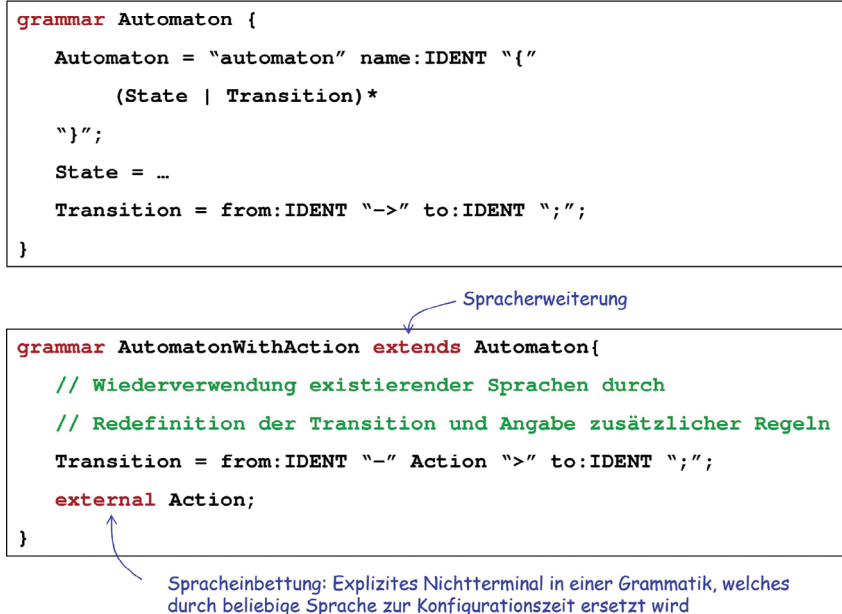 grammar Automaton {
Automaton = “automaton” name:IDENT “{”
(State | Transition)*
“}”;
State = …
Transition = from:IDENT “->” to:IDENT “;”;
}
Spracherweiterung
grammar AutomatonWithAction extends Automaton{
// Wiederverwendung existierender Sprachen durch
// Redefinition der Transition und Angabe zusätzlicher Regeln
Transition = from:IDENT “-” Action “>” to:IDENT “;”;
external Action;
}
Spracheinbettung: Explizites Nichtterminal in einer Grammatik, welches
durch beliebige Sprache zur Konfigurationszeit ersetzt wird